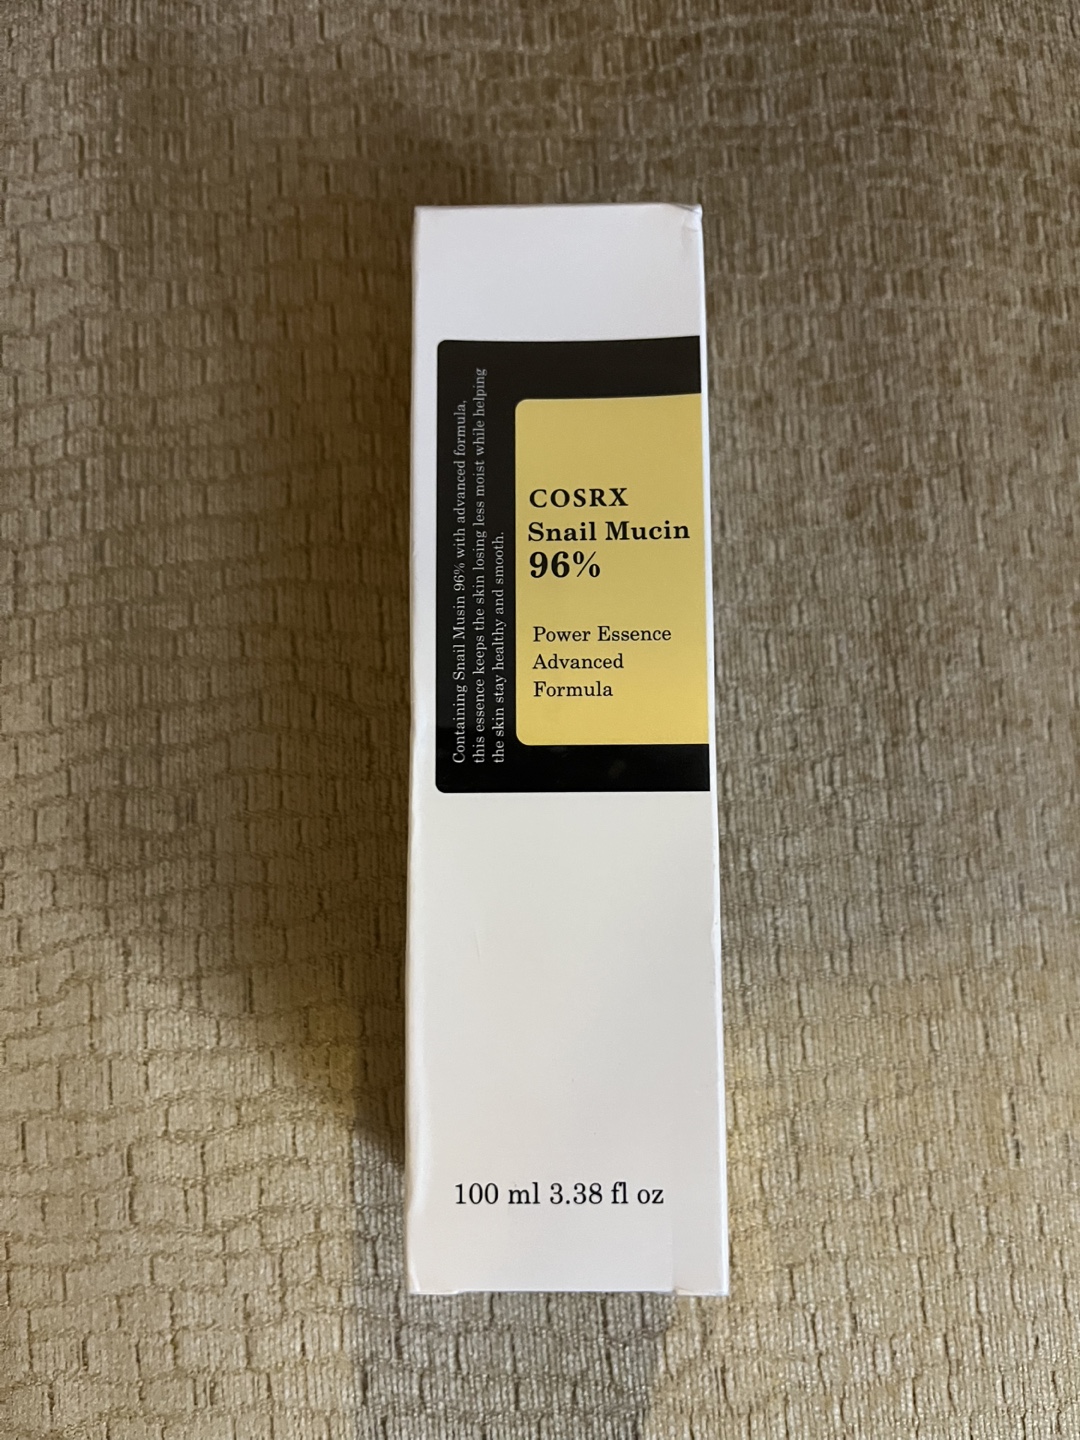 Containing Snail Musin 96% with advanced formula,
this essence keeps the skin losing less moist while helping
the skin stay healthy and smooth.
COSRX
Snail Mucin
96%
Power Essence
Advanced
Formula
100 ml 3.38 fl oz